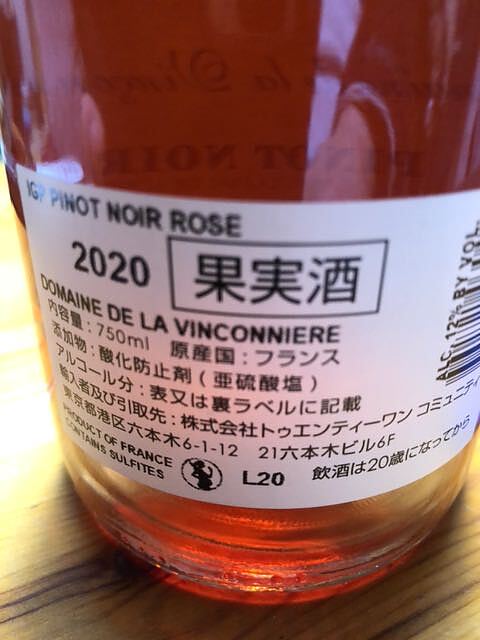 PINOT NOIR
IGP PINOT NOIR ROSE
2020 果実酒
DOMAINE DE LA VINCONNIERE
内容量:750ml 原産国:フランス
添加物:酸化防止剤(亜硫酸塩)
アルコール分:表又は裏ラベルに記載
輸入者及び引取先:株式会社トゥエンティーワン コミュニティ
東京都港区六本木6-1-12 21六本木ビル6F
PRODUCT OF FRANCE
CONTAINS SULFITES
L20 飲酒は20歳になってから
ALC. 12% BY VOL.